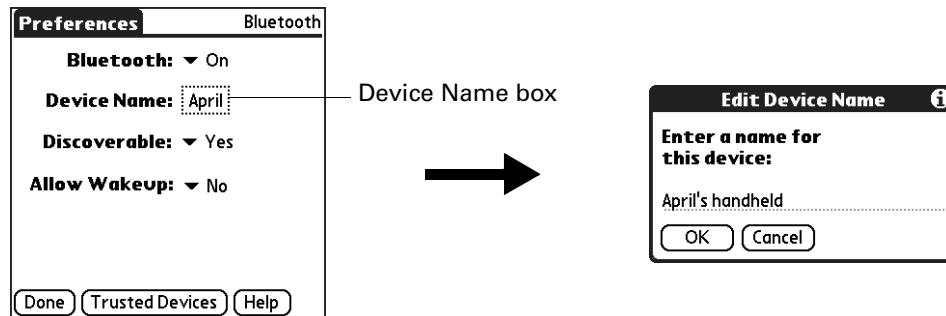 Preferences Bluetooth
Bluetooth: On
Device Name: April
Discoverable: Yes
Allow Wakeup: No
Done Trusted Devices Help
Device Name box
Edit Device Name i
Enter a name for
this device:
April's handheld
OK Cancel